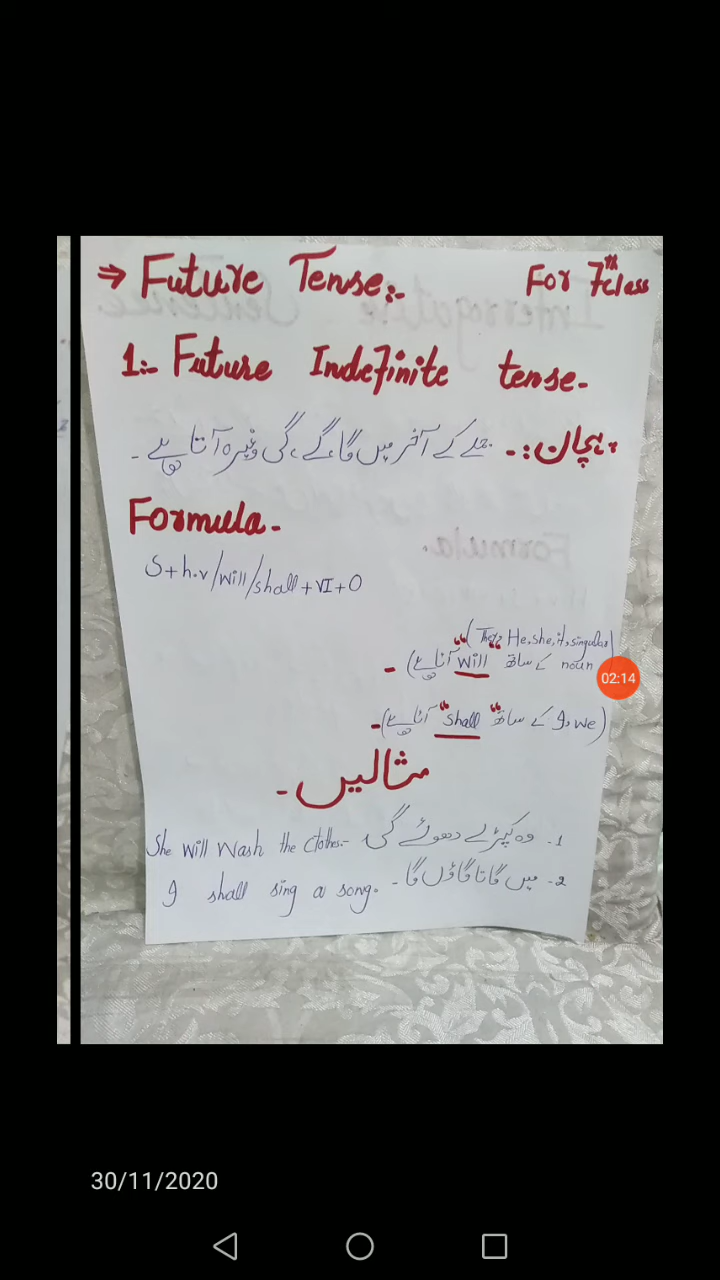 ⇒ Future Tense:- For 7th class
1:- Future Indefinite tense-
پہچان:- جملے کے آخر میں گا، گے، گی وغیرہ آتا ہے -
Formula-
S+h.v/will/shall+VI+O
(They, He, she, it, singular
noun کے ساتھ "will" آتا ہے) -
(I, we کے ساتھ "shall" آتا ہے) -
مثالیں -
1. وہ کپڑے دھوئے گی She will wash the clothes.-
2- میں گانا گاؤں گا - I shall sing a song.
02:14
30/11/2020